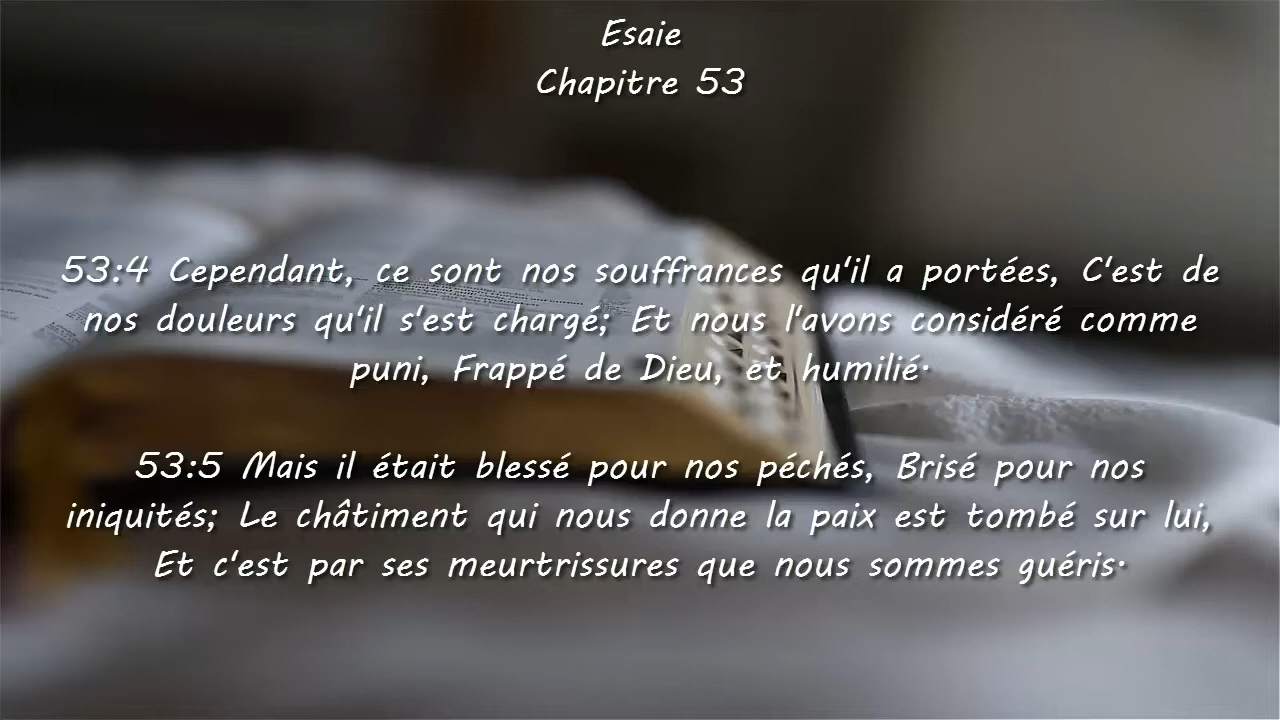 Esaie
Chapitre 53
53:4 Cependant, ce sont nos souffrances qu'il a portées, C'est de
nos douleurs qu'il s'est chargé; Et nous l'avons considéré comme
puni, Frappé de Dieu, et humilié.
53:5 Mais il était blessé pour nos péchés, Brisé pour nos
iniquités; Le châtiment qui nous donne la paix est tombé sur lui,
Et c'est par ses meurtrissures que nous sommes guéris.